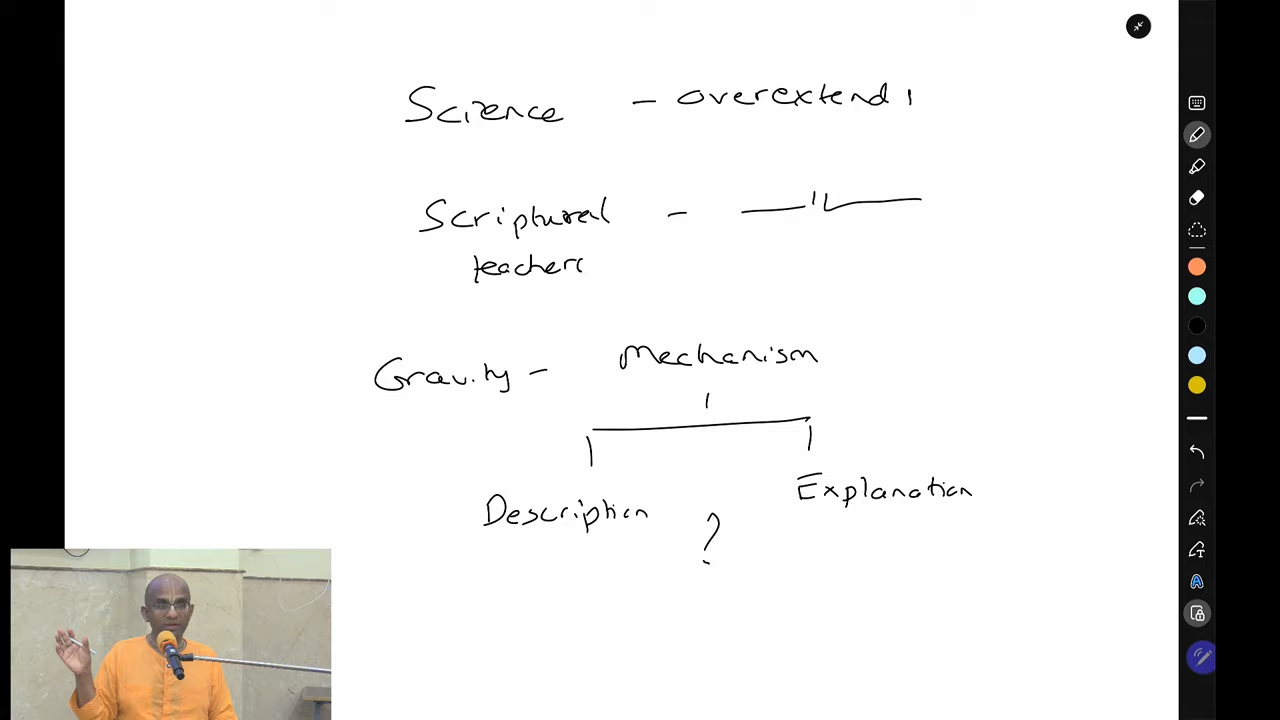 Science - overextend
Scriptural - — " —
teachers
Gravity - Mechanism
Description Explanation
?